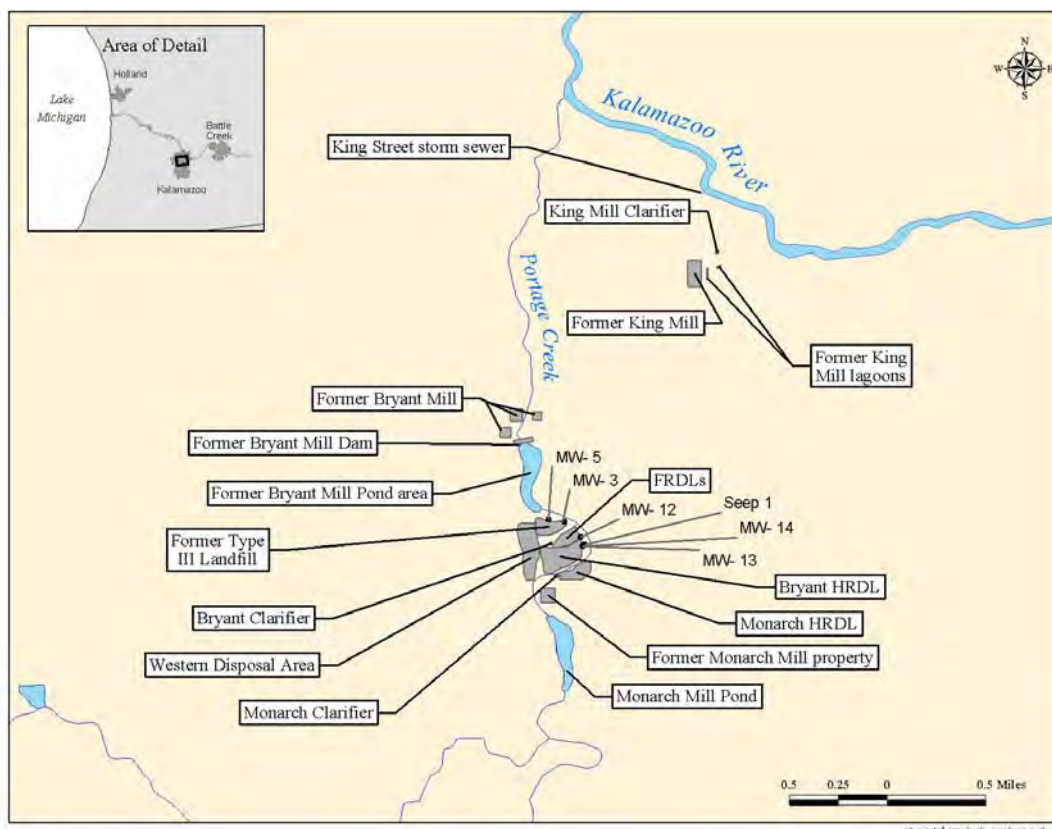 Area of Detail
Holland
Lake
Michigan
Battle
Creek
Kalamazoo
N
W
E
S
Kalamazoo
River
King Street storm sewer
King Mill Clarifier
Portage Creek
Former King Mill
Former King
Mill lagoons
Former Bryant Mill
Former Bryant Mill Dam
MW- 5
MW- 3
FRDLs
Former Bryant Mill Pond area
Seep 1
MW- 12
MW- 14
Former Type
III Landfill
MW- 13
Bryant HRDL
Bryant Clarifier
Monarch HRDL
Western Disposal Area
Former Monarch Mill property
Monarch Mill Pond
Monarch Clarifier
0.5 0.25 0 0.5 Miles